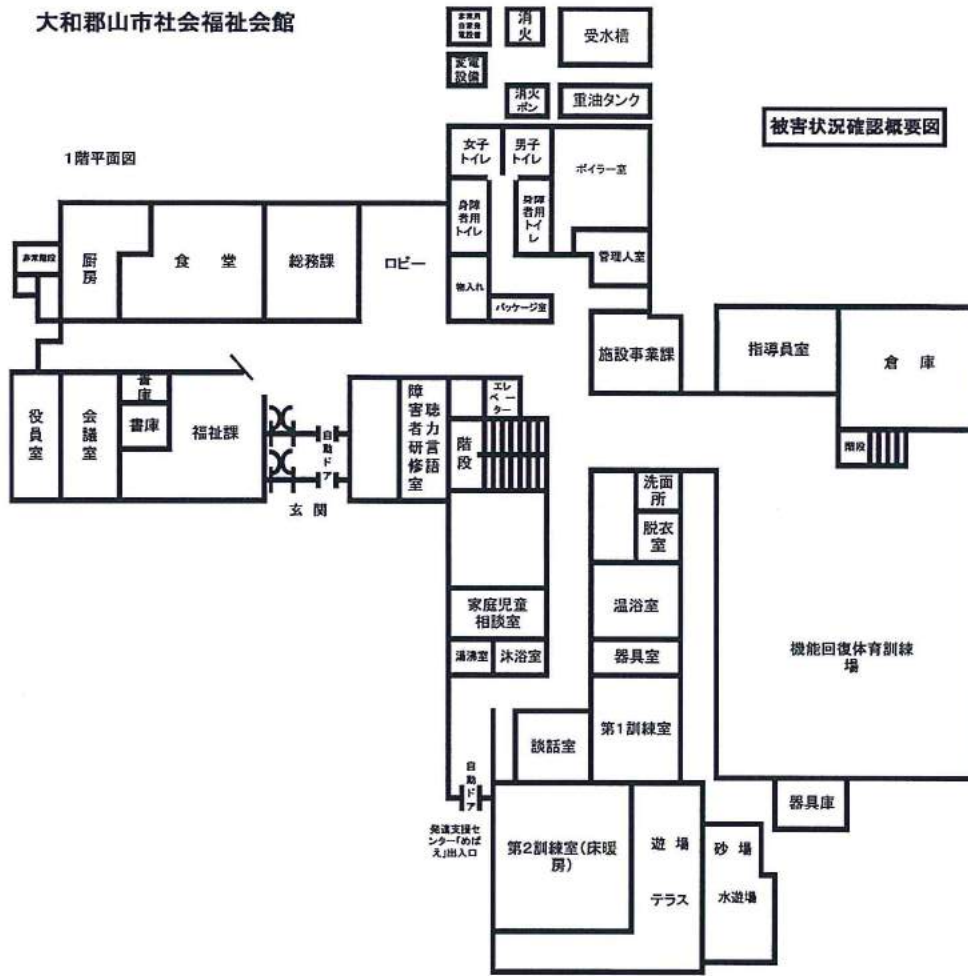 大和郡山市社会福祉会館
非常用
自家発
電設備
消
火
受水槽
変電
設備
消火
ポン
重油タンク
被害状況確認概要図
1階平面図
女子
トイレ
男子
トイレ
ボイラー室
身障
者用
トイレ
身障
者用
トイ
レ
管理人室
非常階段
厨
房
食 堂
総務課
ロビー
物入れ
パッケージ室
施設事業課
指導員室
倉 庫
役
員
室
会
議
室
書
庫
書庫
福祉課
自
動
ド
ア
玄 関
聴力言語
障害者研修室
エレ
ベー
ター
階
段
階段
洗面
所
脱衣
室
家庭児童
相談室
温浴室
湯沸室
沐浴室
器具室
機能回復体育訓練
場
第1訓練室
談話室
自
動
ド
ア
器具庫
発達支援セ
ンター「めば
え」出入口
第2訓練室(床暖
房)
遊 場
砂 場
テラス
水遊場